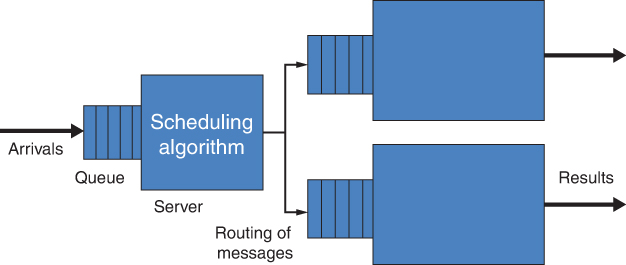 Scheduling
algorithm
Arrivals
Queue
Server
Routing of
messages
Results